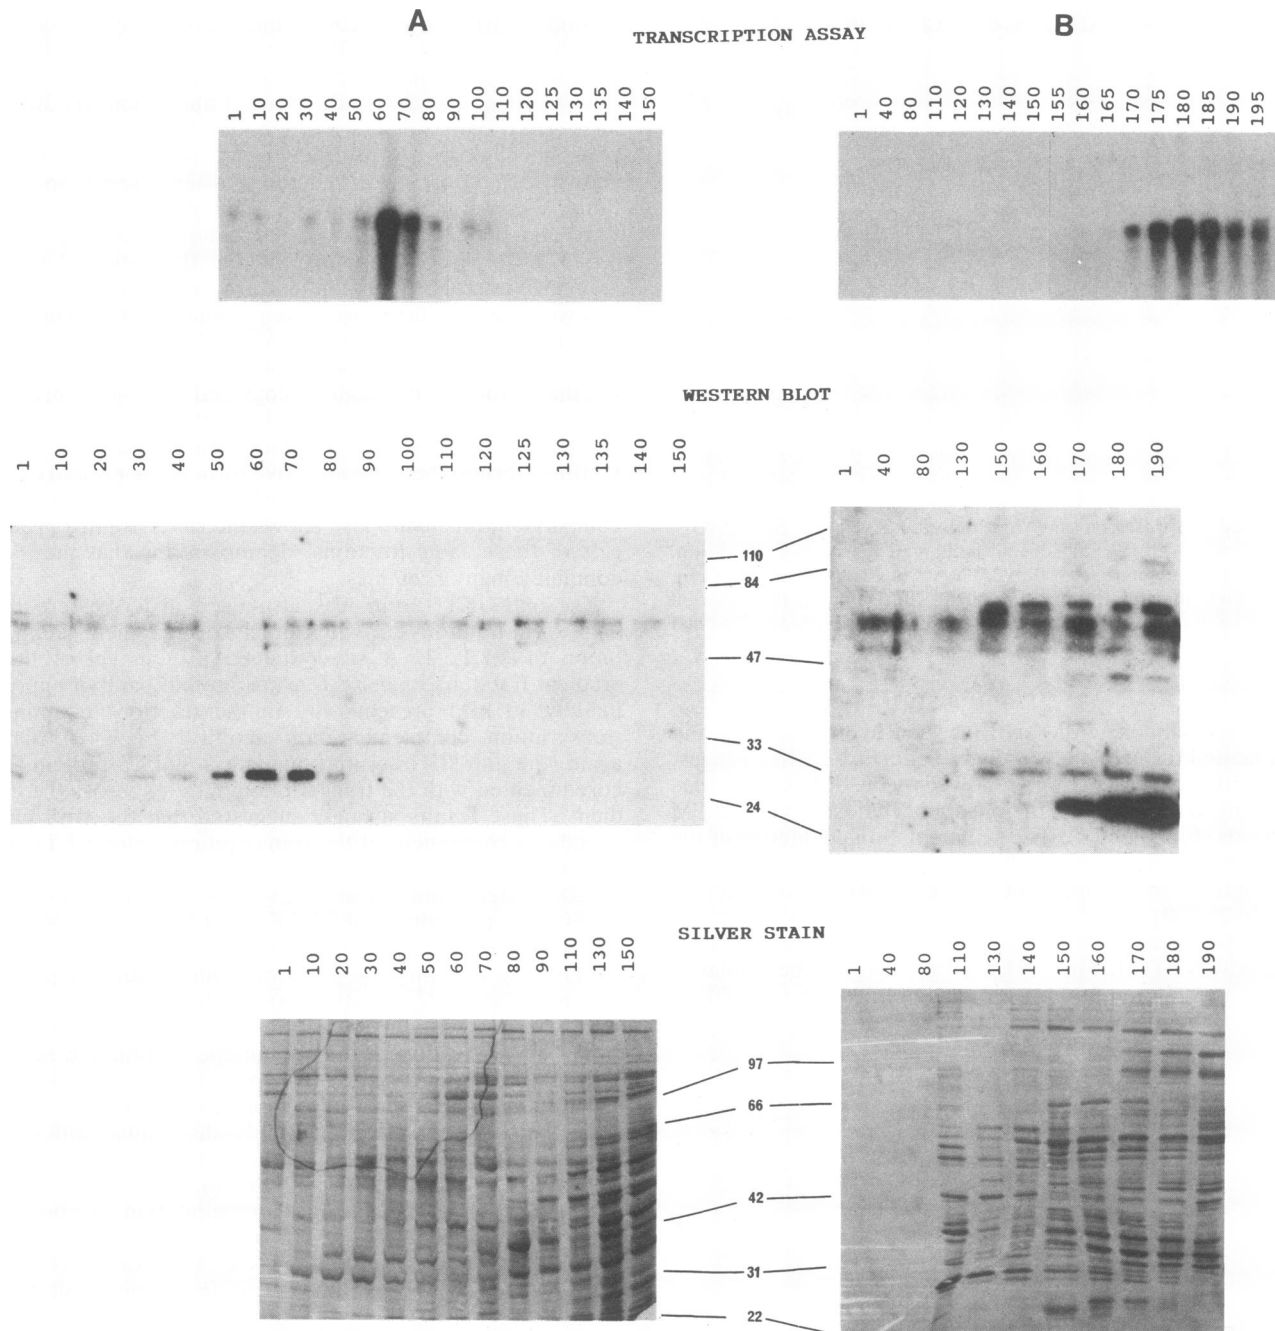 A
B
TRANSCRIPTION ASSAY
1 10 20 30 40 50 60 70 80 90 100 110 120 125 130 135 140 150
1 40 80 110 120 130 140 150 155 160 165 170 175 180 185 190 195
WESTERN BLOT
1 10 20 30 40 50 60 70 80 90 100 110 120 125 130 135 140 150
1 40 80 130 150 160 170 180 190
110
84
47
33
24
SILVER STAIN
1 10 20 30 40 50 60 70 80 90 110 130 150
1 40 80 110 130 140 150 160 170 180 190
97
66
42
31
22